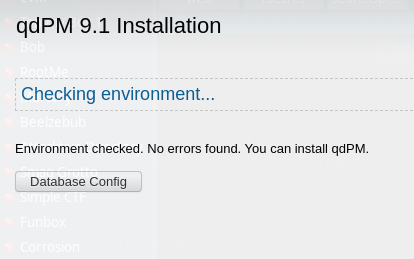 qdPM 9.1 Installation
Bob
RootMe
Checking environment...
Beelzebub
Environment checked. No errors found. You can install qdPM.
Database Config
Simple CTF
Funbox
Corrosion